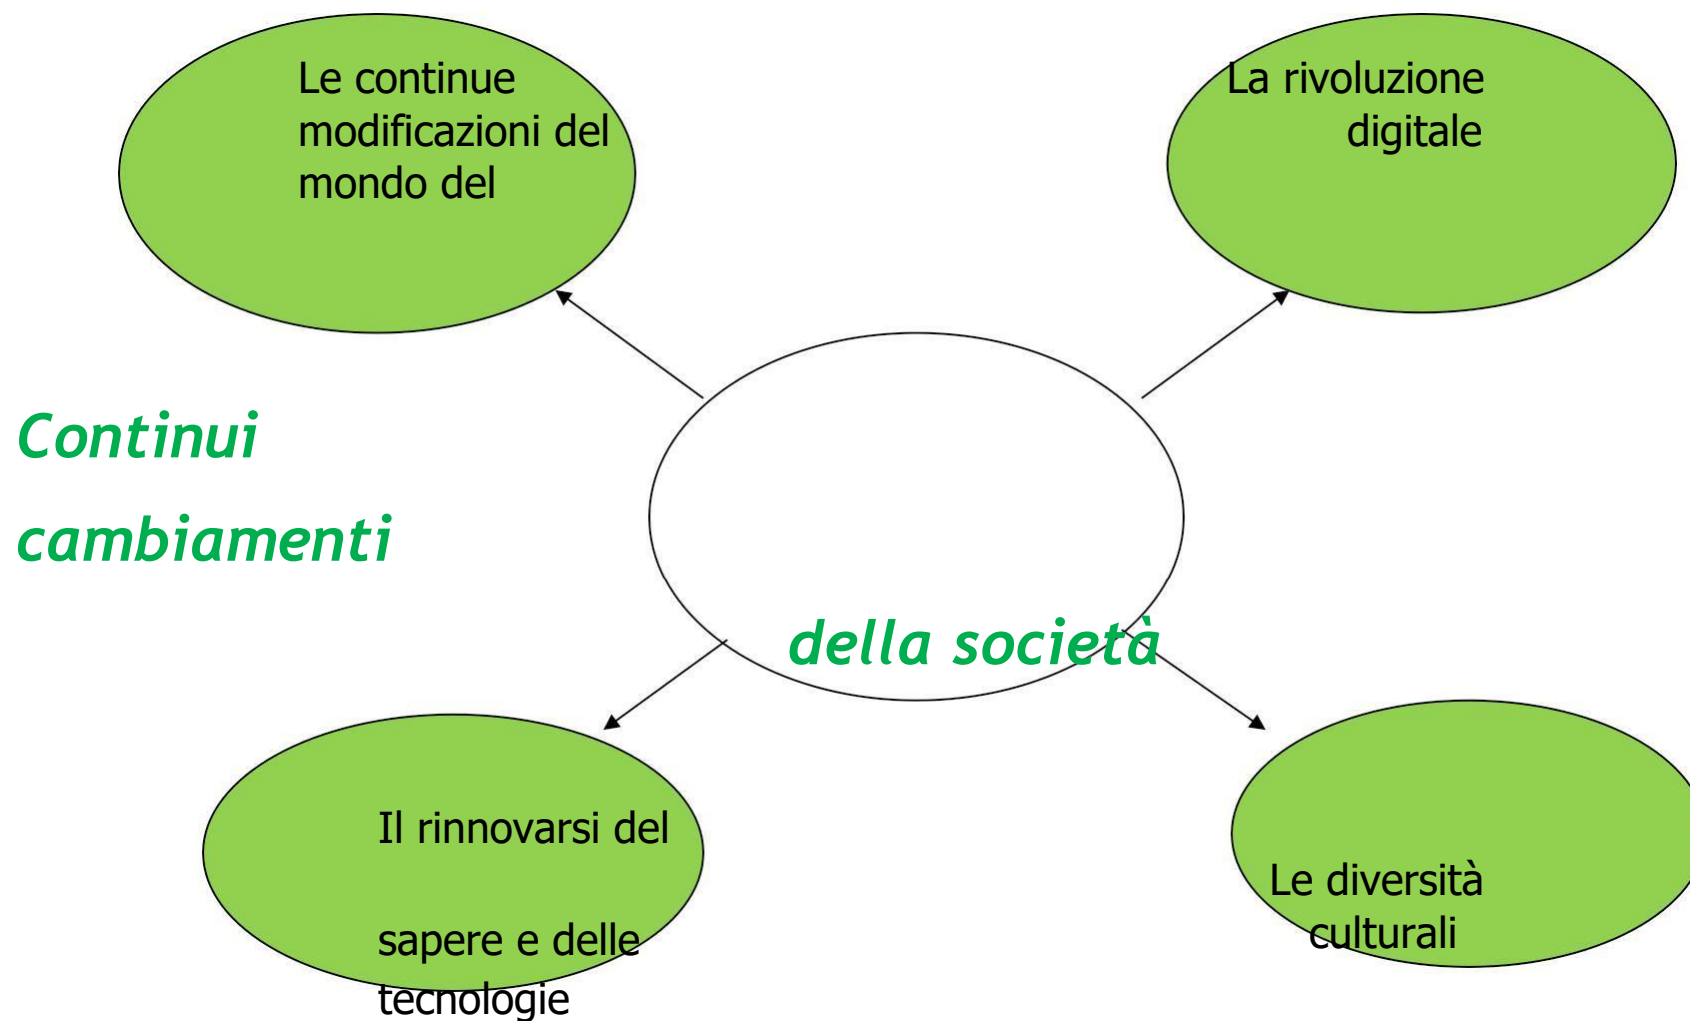 Le continue
modificazioni del
mondo del
La rivoluzione
digitale
Continui
cambiamenti
della società
Il rinnovarsi del
sapere e delle
tecnologie
Le diversità
culturali